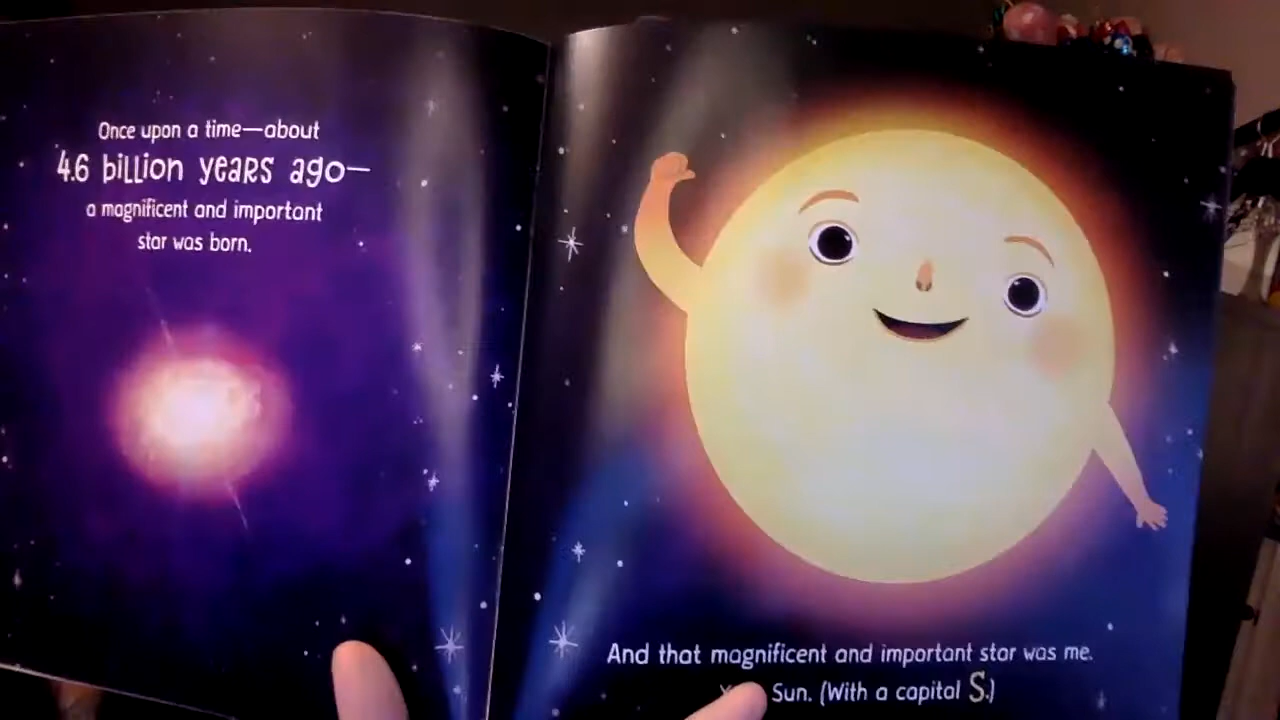 Once upon a time—about
4.6 billion years ago—
a magnificent and important
star was born.
And that magnificent and important star was me.
Sun. (With a capital S.)